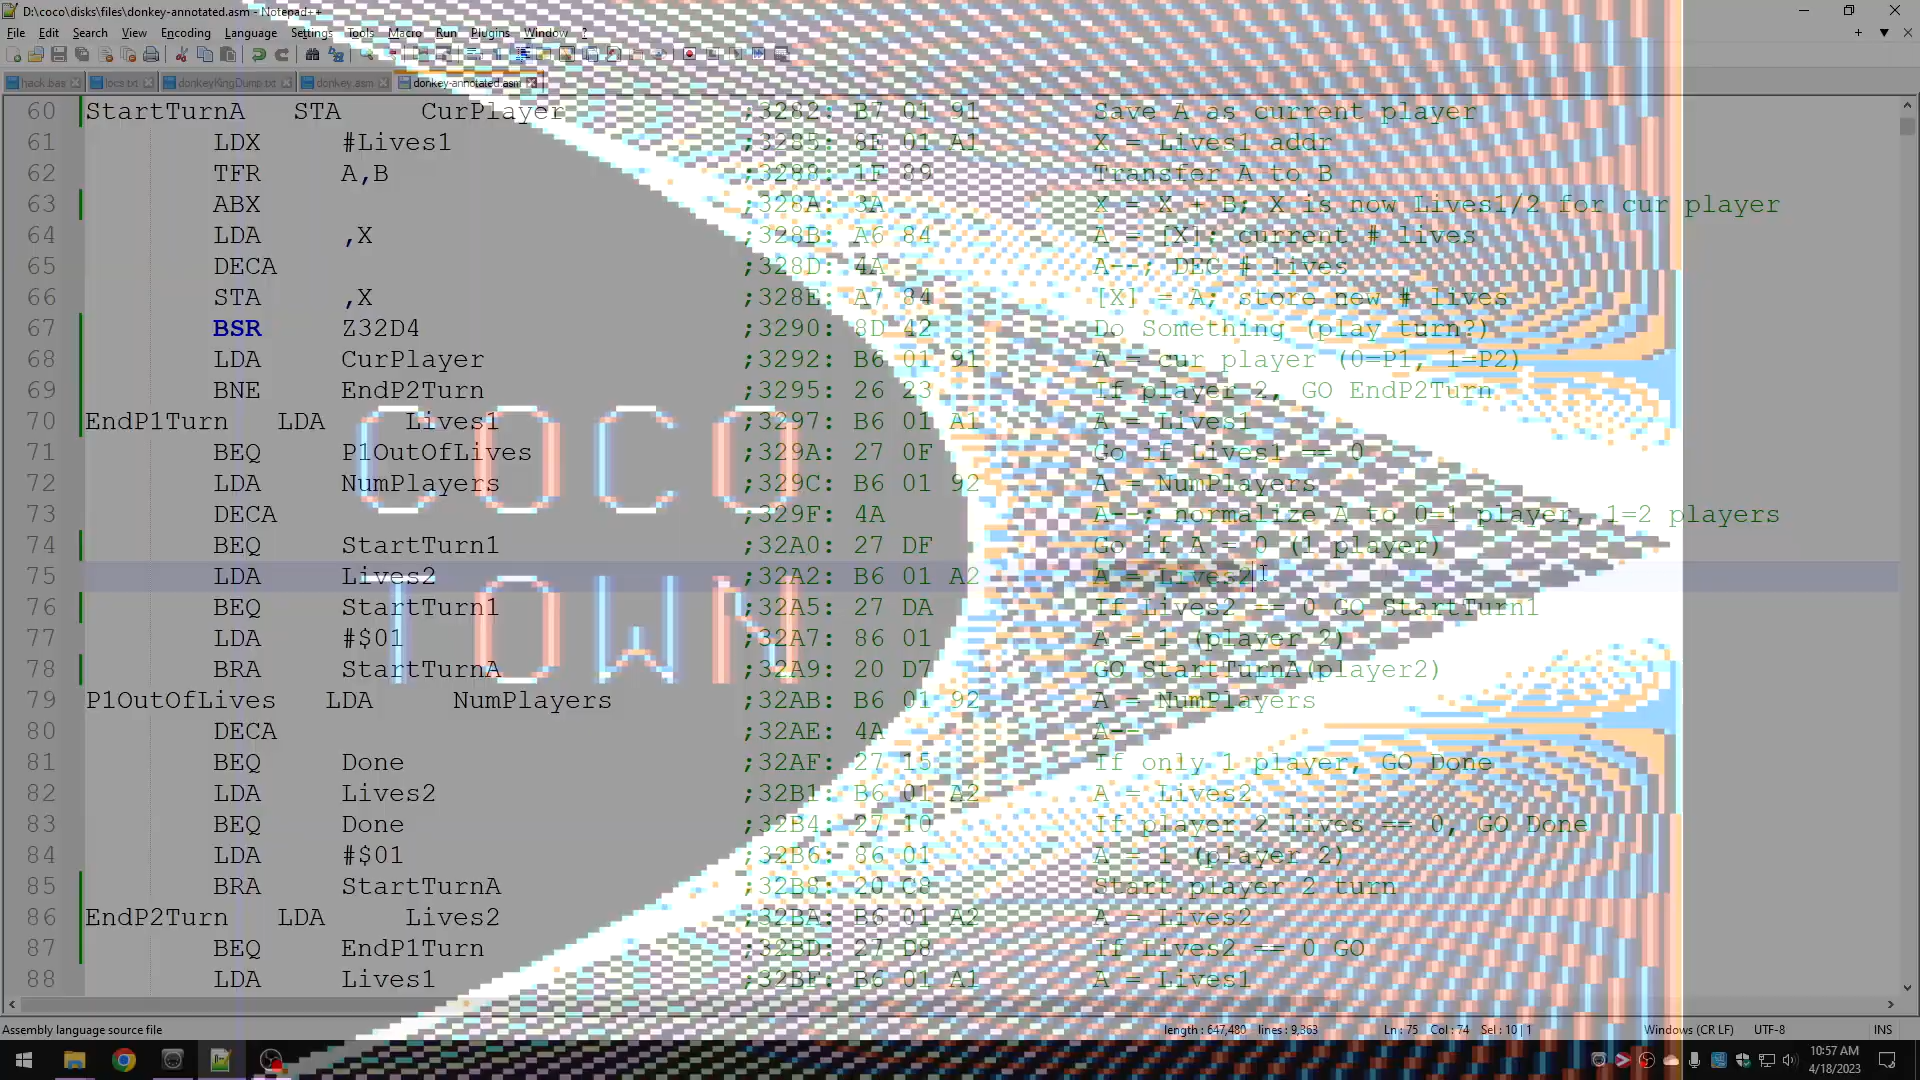 D:\coco\disks\files\donkey-annotated.asm - Notepad++
File Edit Search View Encoding Language Settings Tools Macro Run Plugins Window ?
hack.bas locs.txt donkeyKingDump.txt donkey.asm donkey-annotated.asm
60 StartTurnA STA CurPlayer ;3282: B7 01 91 Save A as current player
61 LDX #Lives1 ;3285: 8E 01 A1 X = Lives1 addr
62 TFR A,B ;3288: 1F 89 Transfer A to B
63 ABX ;328A: 3A X = X + B; X is now Lives1/2 for cur player
64 LDA ,X ;328B: A6 84 A = [X]; current # lives
65 DECA ;328D: 4A A--; DEC # lives
66 STA ,X ;328E: A7 84 [X] = A; store new # lives
67 BSR Z32D4 ;3290: 8D 42 Do Something (play turn?)
68 LDA CurPlayer ;3292: B6 01 91 A = cur player (0=P1, 1=P2)
69 BNE EndP2Turn ;3295: 26 23 If player 2, GO EndP2Turn
70 EndP1Turn LDA Lives1 ;3297: B6 01 A1 A = Lives1
71 BEQ P1OutOfLives ;329A: 27 0F Go if Lives1 == 0
72 LDA NumPlayers ;329C: B6 01 92 A = NumPlayers
73 DECA ;329F: 4A A--; normalize A to 0=1 player, 1=2 players
74 BEQ StartTurn1 ;32A0: 27 DF Go if A = 0 (1 player)
75 LDA Lives2 ;32A2: B6 01 A2 A = Lives2
76 BEQ StartTurn1 ;32A5: 27 DA If Lives2 == 0 GO StartTurn1
77 LDA #$01 ;32A7: 86 01 A = 1 (player 2)
78 BRA StartTurnA ;32A9: 20 D7 GO StartTurnA(player2)
79 P1OutOfLives LDA NumPlayers ;32AB: B6 01 92 A = NumPlayers
80 DECA ;32AE: 4A A--
81 BEQ Done ;32AF: 27 15 If only 1 player, GO Done
82 LDA Lives2 ;32B1: B6 01 A2 A = Lives2
83 BEQ Done ;32B4: 27 10 If player 2 lives == 0, GO Done
84 LDA #$01 ;32B6: 86 01 A = 1 (player 2)
85 BRA StartTurnA ;32B8: 20 C8 Start player 2 turn
86 EndP2Turn LDA Lives2 ;32BA: B6 01 A2 A = Lives2
87 BEQ EndP1Turn ;32BD: 27 D8 If Lives2 == 0 GO
88 LDA Lives1 ;32BF: B6 01 A1 A = Lives1
COCO
TOWN
Assembly language source file length : 647,480 lines : 9,363 Ln : 75 Col : 74 Sel : 10 | 1 Windows (CR LF) UTF-8 INS
10:57 AM
4/18/2023